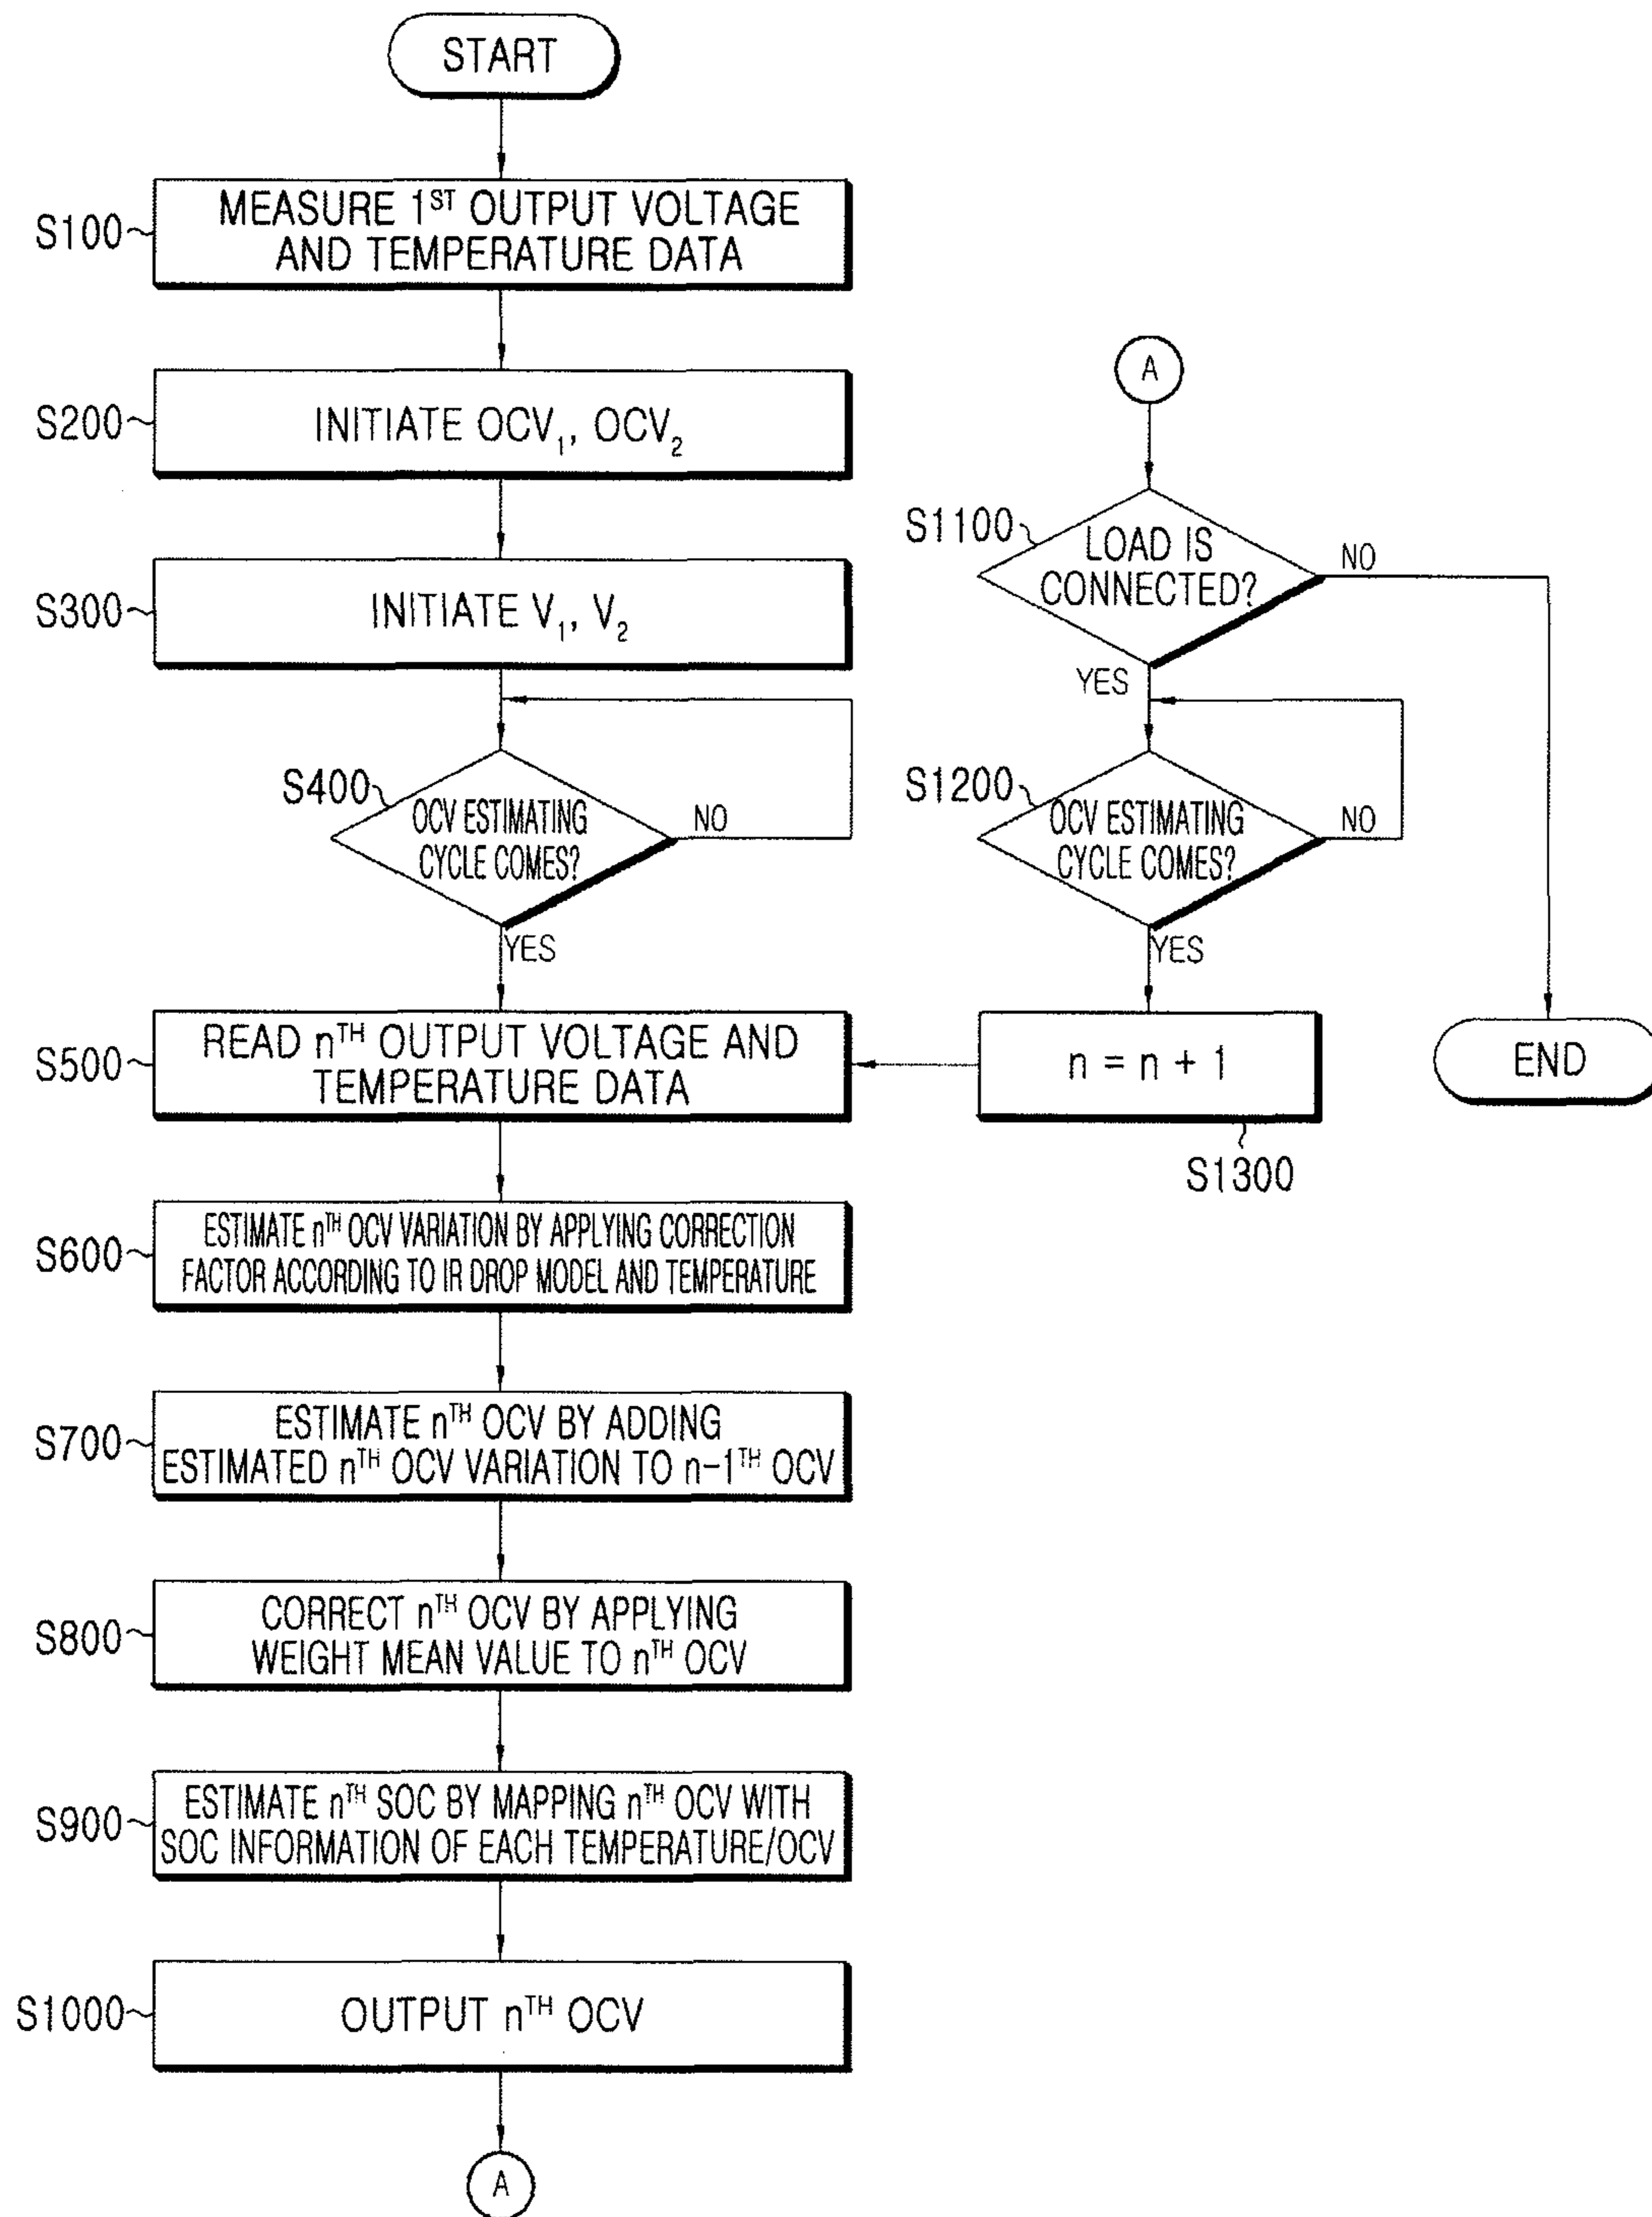 START
S100
MEASURE 1ST OUTPUT VOLTAGE
AND TEMPERATURE DATA
S200
INITIATE OCV1, OCV2
S300
INITIATE V1, V2
S400
OCV ESTIMATING
CYCLE COMES?
NO
YES
S500
READ nTH OUTPUT VOLTAGE AND
TEMPERATURE DATA
S600
ESTIMATE nTH OCV VARIATION BY APPLYING CORRECTION
FACTOR ACCORDING TO IR DROP MODEL AND TEMPERATURE
S700
ESTIMATE nTH OCV BY ADDING
ESTIMATED nTH OCV VARIATION TO n-1TH OCV
S800
CORRECT nTH OCV BY APPLYING
WEIGHT MEAN VALUE TO nTH OCV
S900
ESTIMATE nTH SOC BY MAPPING nTH OCV WITH
SOC INFORMATION OF EACH TEMPERATURE/OCV
S1000
OUTPUT nTH OCV
A
A
S1100
LOAD IS
CONNECTED?
NO
YES
S1200
OCV ESTIMATING
CYCLE COMES?
NO
YES
n = n + 1
S1300
END